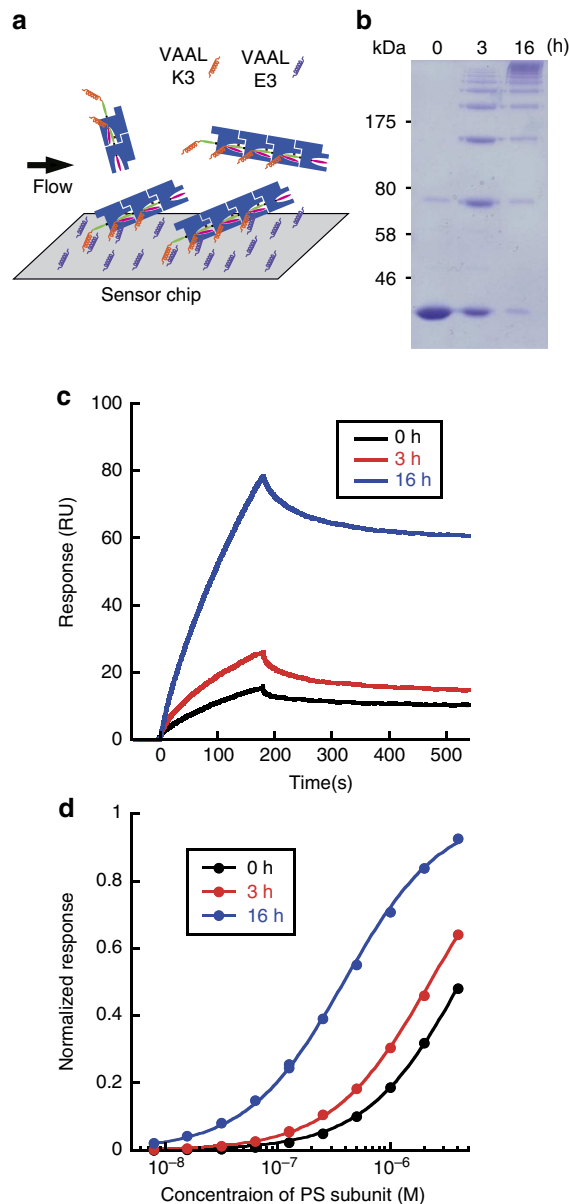 a
VAAL
K3
VAAL
E3
Flow
Sensor chip
b
kDa 0 3 16 (h)
175
80
58
46
c
100
80
60
40
20
0
Response (RU)
0 h
3 h
16 h
0 100 200 300 400 500
Time(s)
d
1
0.8
0.6
0.4
0.2
0
Normalized response
0 h
3 h
16 h
10⁻⁸ 10⁻⁷ 10⁻⁶
Concentraion of PS subunit (M)